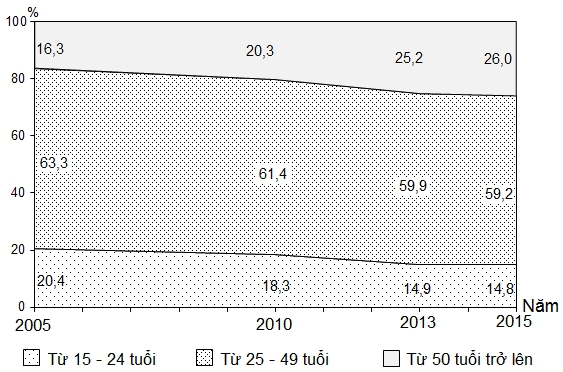 %
100
16,3 20,3 25,2 26,0
80
60
63,3 61,4 59,9 59,2
40
20
20,4 18,3 14,9 14,8
0
Năm
2005 2010 2013 2015
Từ 15 - 24 tuổi Từ 25 - 49 tuổi Từ 50 tuổi trở lên